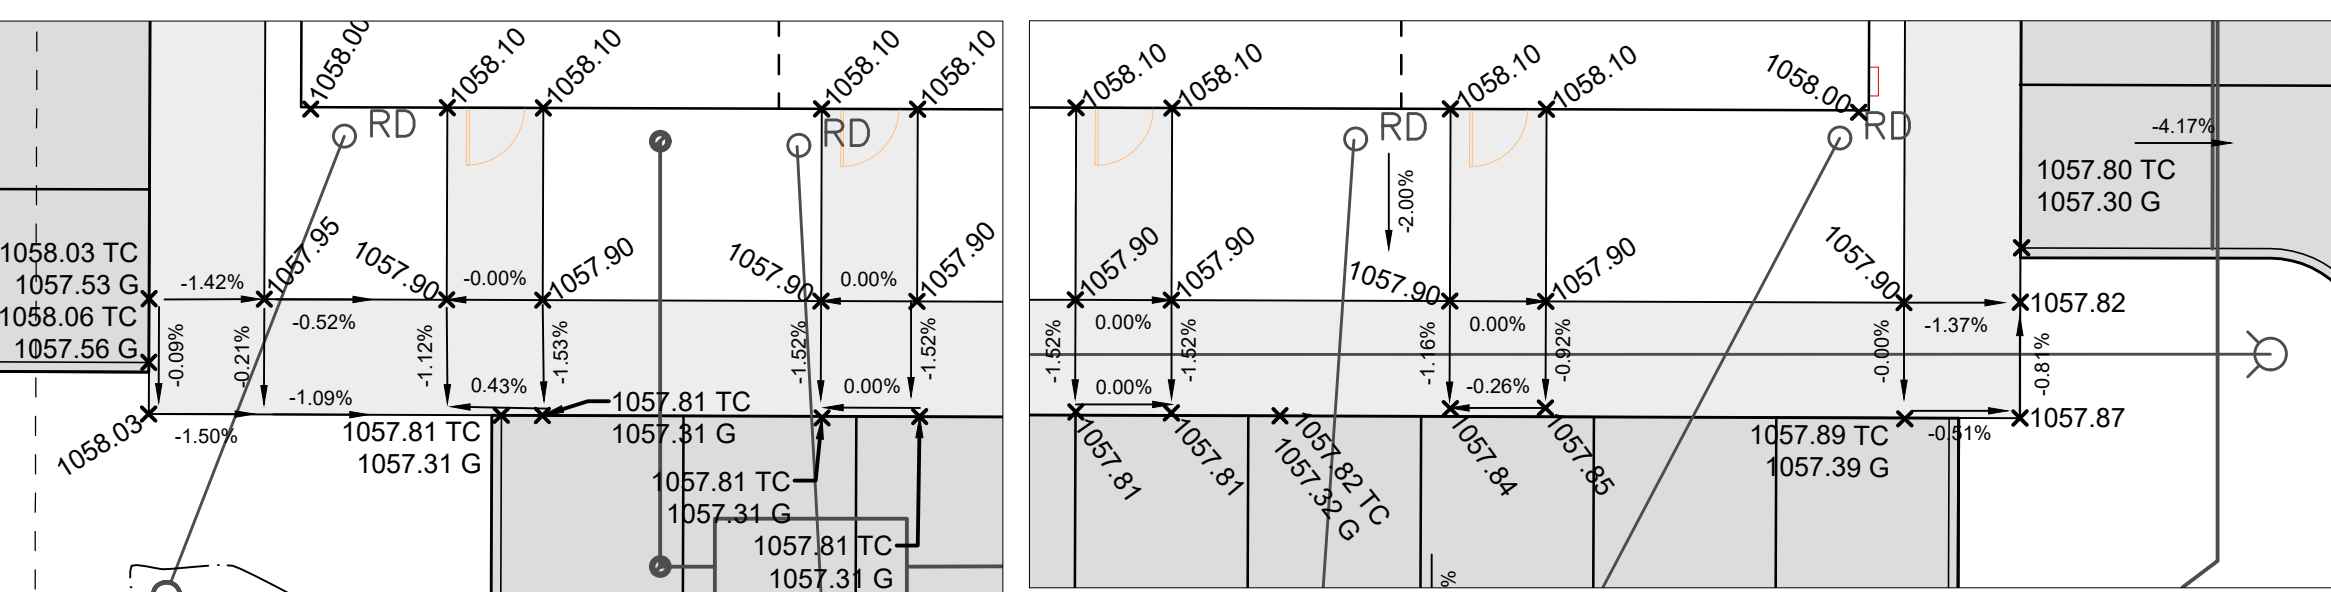 1058.00
1058.10
1058.10
1058.10
1058.10
RD
RD
1057.95
1057.90
1057.90
1057.90
1057.90
1058.03 TC
1057.53 G
1058.06 TC
1057.56 G
-1.42%
-0.52%
-0.00%
0.00%
-0.09%
-0.21%
-1.12%
-1.53%
-1.52%
-1.52%
-1.09%
0.43%
0.00%
-1.50%
1058.03
1057.81 TC
1057.31 G
1057.81 TC
1057.31 G
1057.81 TC
1057.31 G
1057.81 TC
1057.31 G
1058.10
1058.10
1058.10
1058.10
1058.00
RD
RD
-2.00%
-4.17%
1057.80 TC
1057.30 G
1057.90
1057.90
1057.90
1057.90
1057.90
1057.82
0.00%
0.00%
-1.37%
-1.52%
-1.52%
-1.16%
-0.92%
-0.00%
-0.81%
0.00%
-0.26%
-0.51%
1057.87
1057.81
1057.81
1057.82 TC
1057.32 G
1057.84
1057.85
1057.89 TC
1057.39 G
%